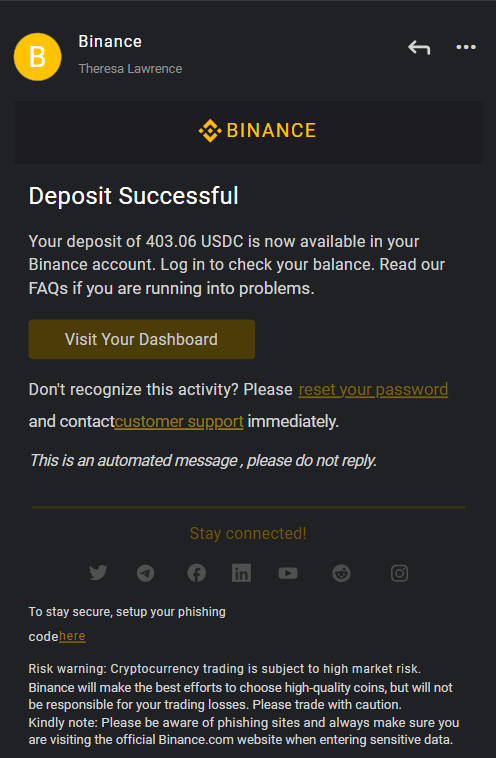 B
Binance
Theresa Lawrence
BINANCE
Deposit Successful
Your deposit of 403.06 USDC is now available in your
Binance account. Log in to check your balance. Read our
FAQs if you are running into problems.
Visit Your Dashboard
Don't recognize this activity? Please reset your password
and contactcustomer support immediately.
This is an automated message , please do not reply.
Stay connected!
To stay secure, setup your phishing
codehere
Risk warning: Cryptocurrency trading is subject to high market risk.
Binance will make the best efforts to choose high-quality coins, but will not
be responsible for your trading losses. Please trade with caution.
Kindly note: Please be aware of phishing sites and always make sure you
are visiting the official Binance.com website when entering sensitive data.